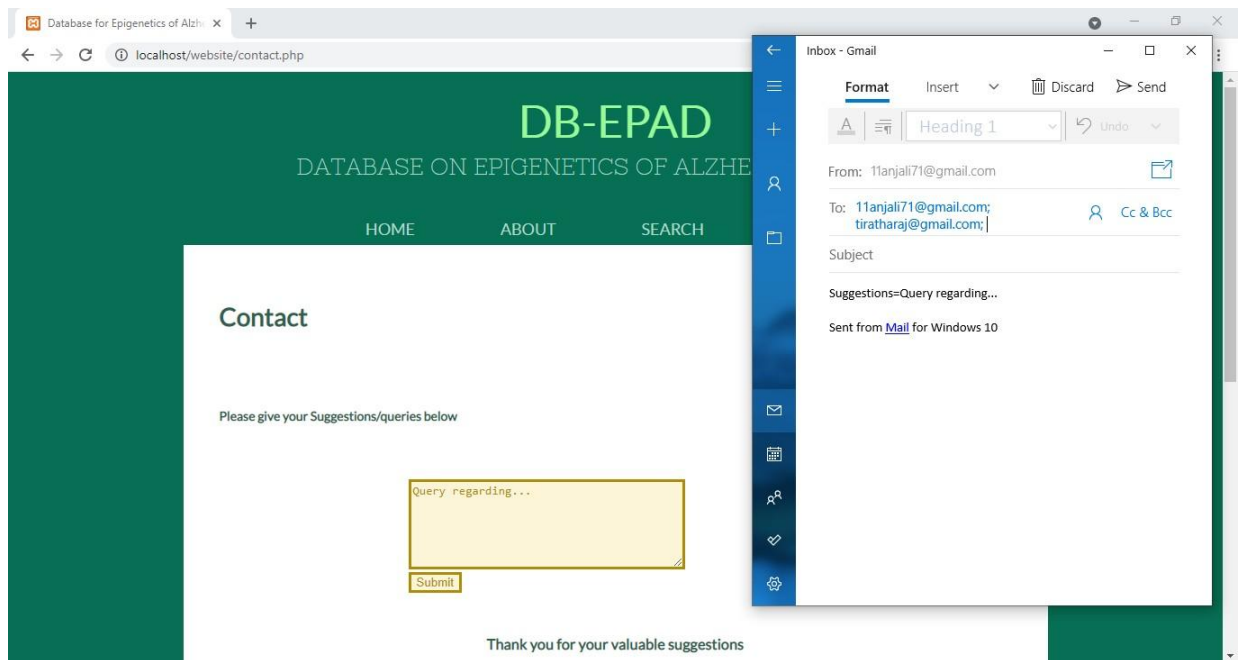 Database for Epigenetics of Alzh
localhost/website/contact.php
DB-EPAD
DATABASE ON EPIGENETICS OF ALZHE
HOME ABOUT SEARCH
Contact
Please give your Suggestions/queries below
Query regarding...
Submit
Thank you for your valuable suggestions
Inbox - Gmail
Format Insert Discard Send
A Heading 1 Undo
From: 11anjali71@gmail.com
To: 11anjali71@gmail.com;
tiratharaj@gmail.com;
Cc & Bcc
Subject
Suggestions=Query regarding...
Sent from Mail for Windows 10